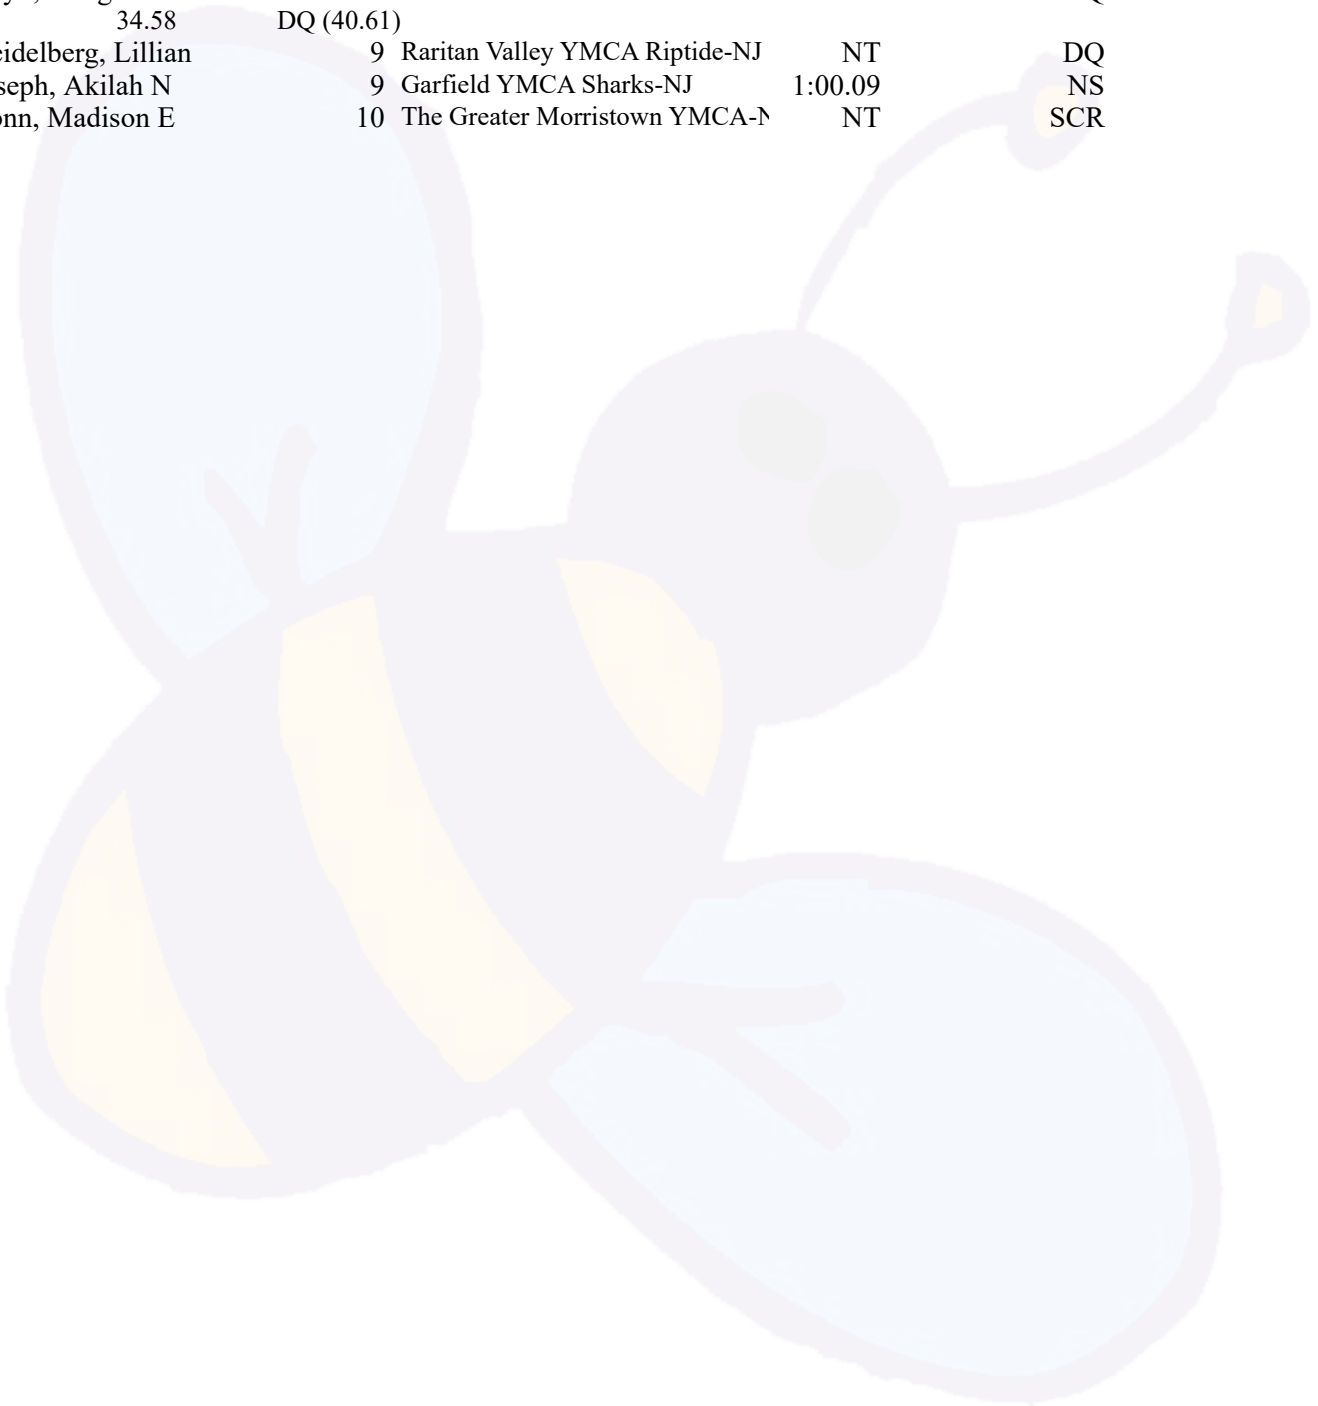 34.58 DQ (40.61)
eidelberg, Lillian 9 Raritan Valley YMCA Riptide-NJ NT DQ
seph, Akilah N 9 Garfield YMCA Sharks-NJ 1:00.09 NS
onn, Madison E 10 The Greater Morristown YMCA-N NT SCR